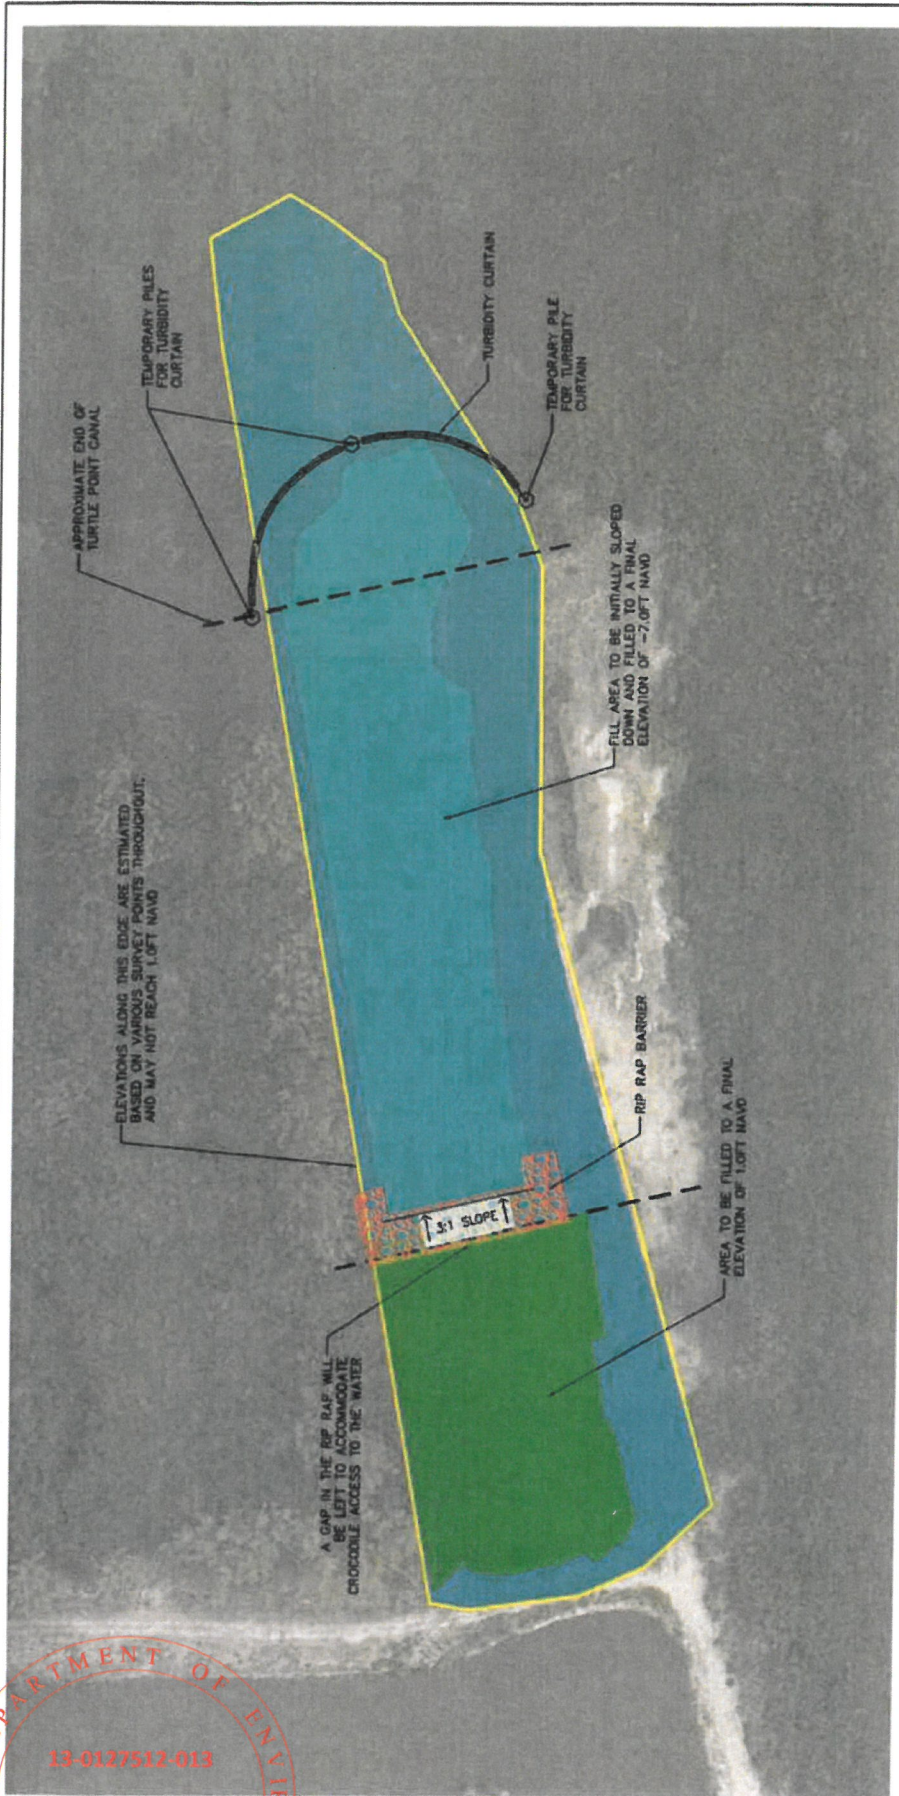 APPROXIMATE END OF
TURTLE POINT CANAL
TEMPORARY PILES
FOR TURBIDITY
CURTAIN
TURBIDITY CURTAIN
TEMPORARY PILE
FOR TURBIDITY
CURTAIN
ELEVATIONS ALONG THIS EDGE ARE ESTIMATED
BASED ON VARIOUS SURVEY POINTS THROUGHOUT,
AND MAY NOT REACH 1.0FT NAVD
FILL AREA TO BE INITIALLY SLOPED
DOWN AND FILLED TO A FINAL
ELEVATION OF -7.0FT NAVD
RIP RAP BARRIER
3:1 SLOPE
AREA TO BE FILLED TO A FINAL
ELEVATION OF 1.0FT NAVD
A GAP IN THE RIP RAP WILL
BE LEFT TO ACCOMMODATE
CROCODILE ACCESS TO THE WATER
PARTMENT OF ENVI
13-0127512-013